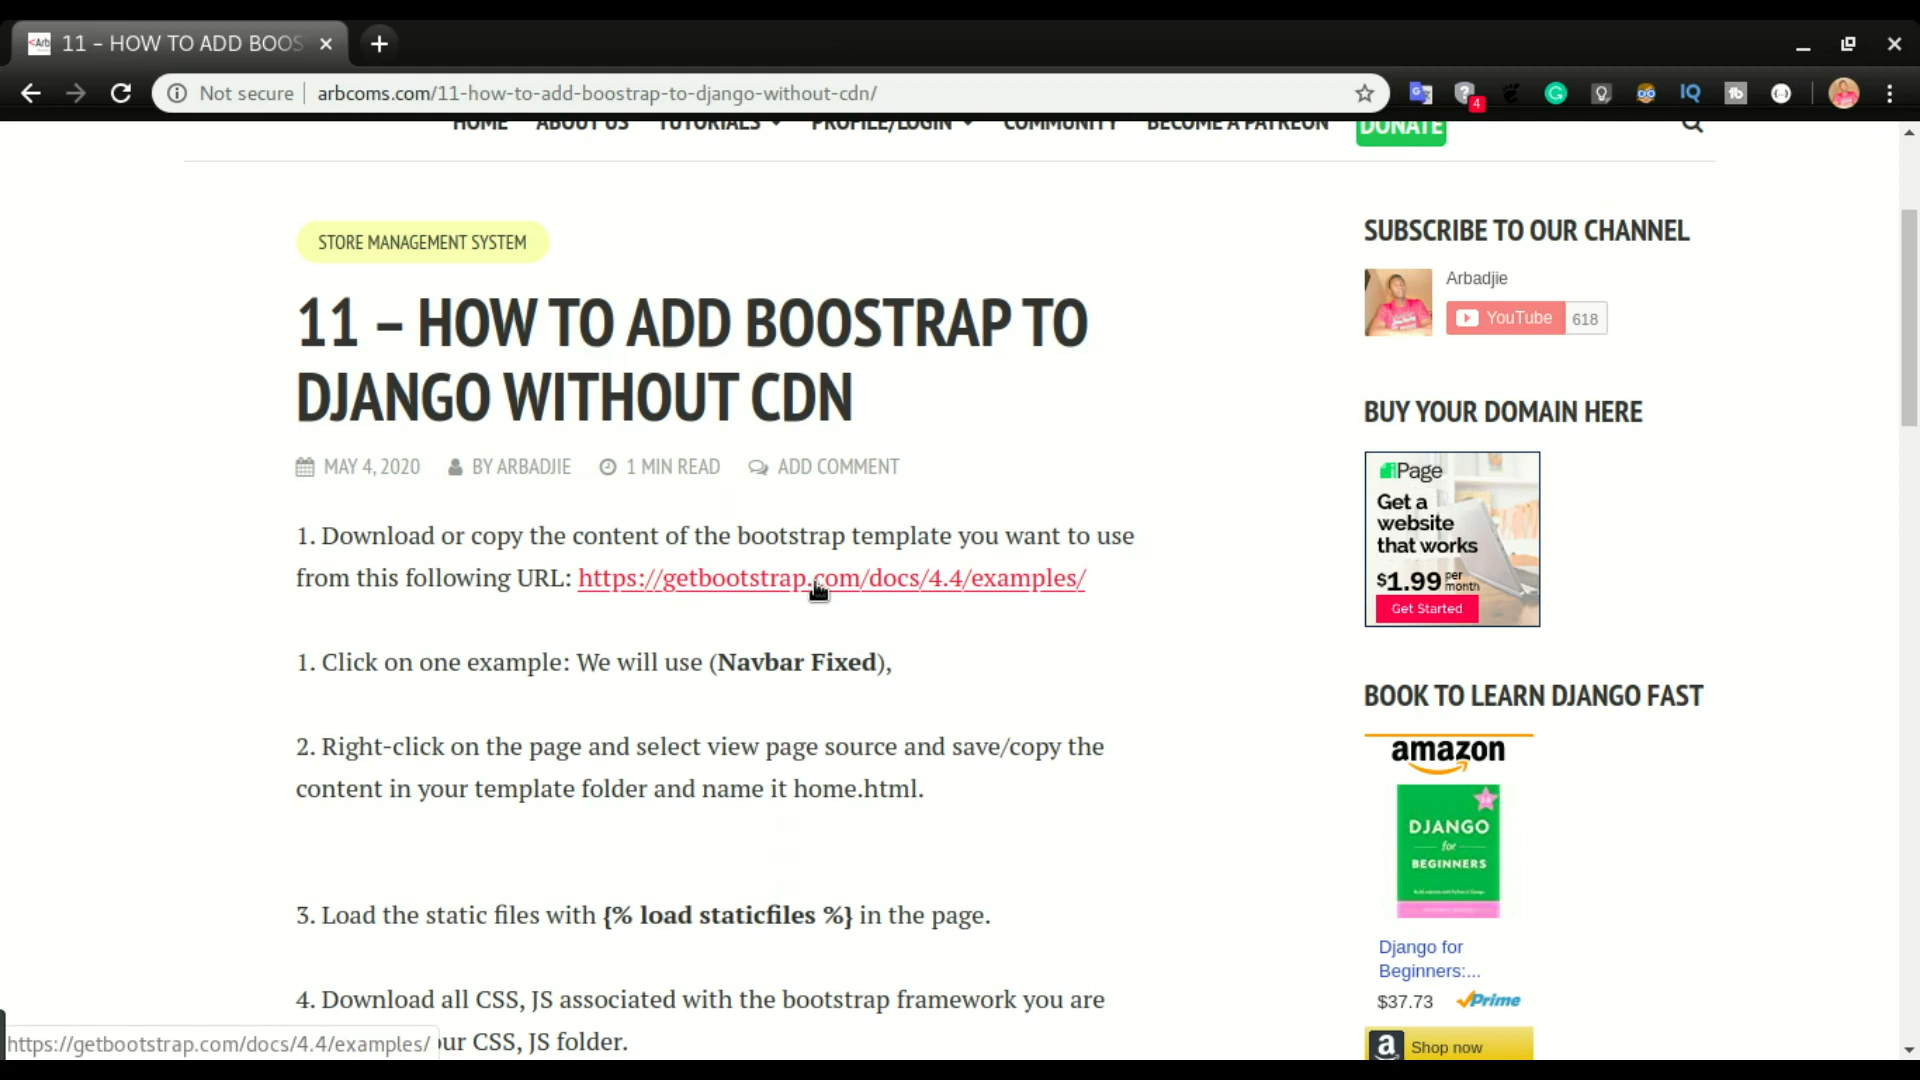 <Arb
11 – HOW TO ADD BOOS
Not secure
arbcoms.com/11-how-to-add-boostrap-to-django-without-cdn/
4
IQ
HOME
ABOUT US
TUTORIALS
PROFILE/LOGIN
COMMUNITY
BECOME A PATREON
DONATE
STORE MANAGEMENT SYSTEM
11 – HOW TO ADD BOOSTRAP TO
DJANGO WITHOUT CDN
MAY 4, 2020
BY ARBADJIE
1 MIN READ
ADD COMMENT
1. Download or copy the content of the bootstrap template you want to use
from this following URL: https://getbootstrap.com/docs/4.4/examples/
1. Click on one example: We will use (Navbar Fixed),
2. Right-click on the page and select view page source and save/copy the
content in your template folder and name it home.html.
3. Load the static files with {% load staticfiles %} in the page.
4. Download all CSS, JS associated with the bootstrap framework you are
our CSS, JS folder.
https://getbootstrap.com/docs/4.4/examples/
SUBSCRIBE TO OUR CHANNEL
Arbadjie
YouTube
618
BUY YOUR DOMAIN HERE
iPage
Get a
website
that works
$1.99 per month
Get Started
BOOK TO LEARN DJANGO FAST
amazon
DJANGO
for
BEGINNERS
Django for
Beginners:...
$37.73
Prime
Shop now